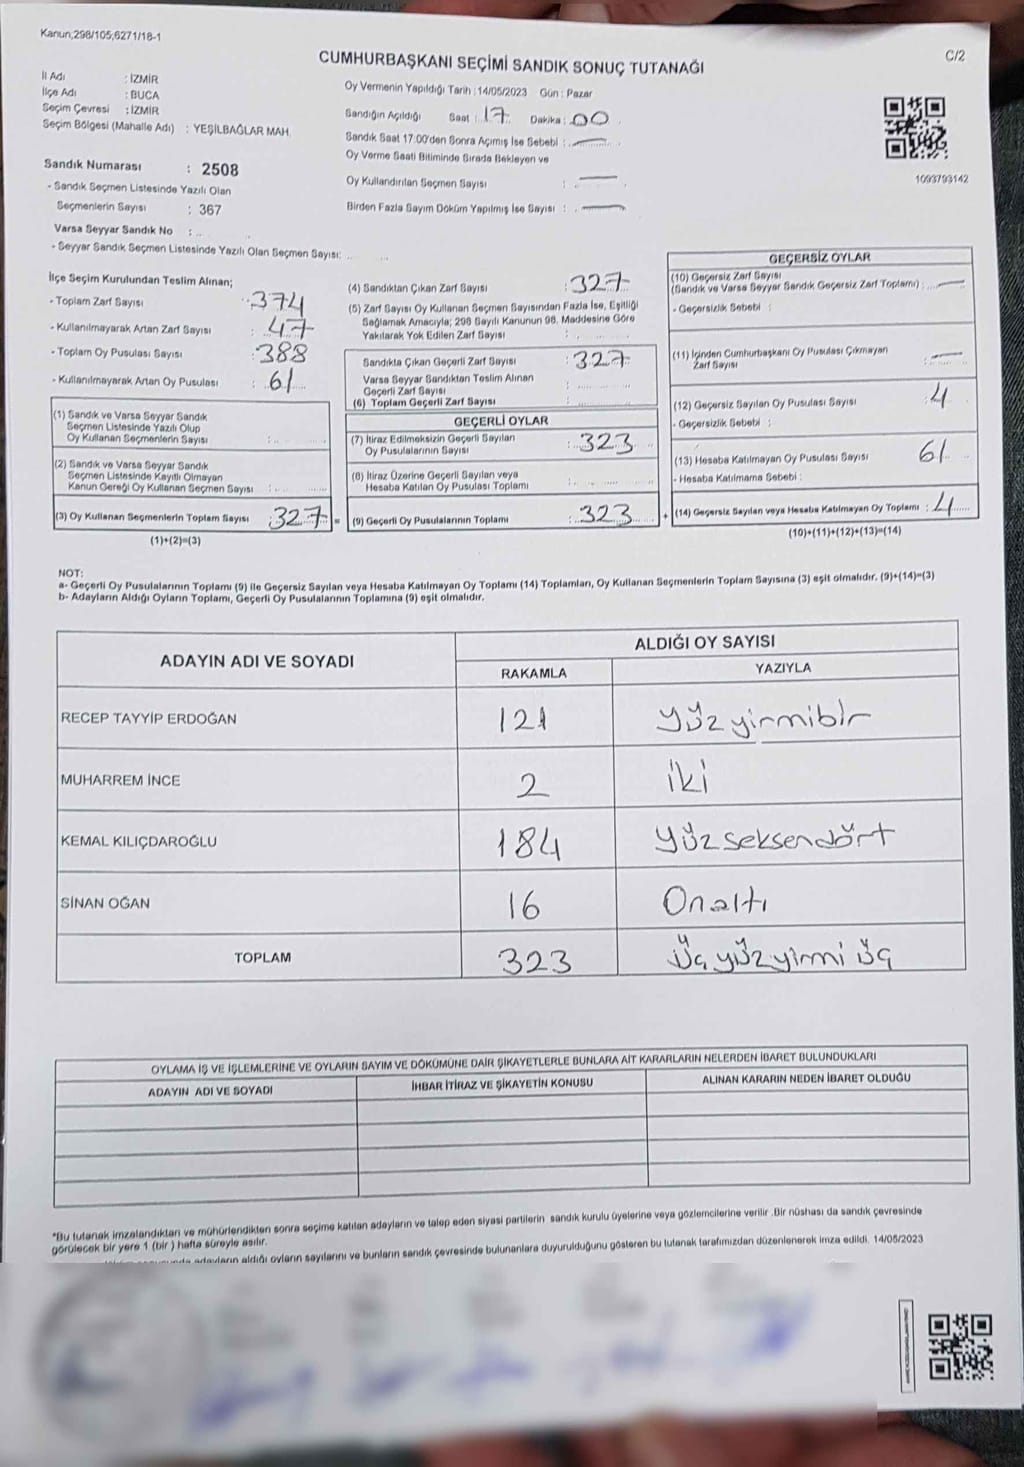 Kanun;298/105;6271/18-1
C/2
CUMHURBAŞKANI SEÇİMİ SANDIK SONUÇ TUTANAĞI
İl Adı : İZMİR
İlçe Adı : BUCA
Seçim Çevresi : İZMİR
Seçim Bölgesi (Mahalle Adı) : YEŞİLBAĞLAR MAH.
Sandık Numarası : 2508
- Sandık Seçmen Listesinde Yazılı Olan
Seçmenlerin Sayısı : 367
Varsa Seyyar Sandık No :
- Seyyar Sandık Seçmen Listesinde Yazılı Olan Seçmen Sayısı:
Oy Vermenin Yapıldığı Tarih :14/05/2023 Gün : Pazar
Sandığın Açıldığı Saat : 17 Dakika : 00
Sandık Saat 17:00'den Sonra Açımış İse Sebebi : —
Oy Verme Saati Bitiminde Sırada Bekleyen ve
Oy Kullandırılan Seçmen Sayısı : —
Birden Fazla Sayım Döküm Yapılmış İse Sayısı : —
1093793142
İlçe Seçim Kurulundan Teslim Alınan;
- Toplam Zarf Sayısı : 374
- Kullanılmayarak Artan Zarf Sayısı : 47
- Toplam Oy Pusulası Sayısı : 388
- Kullanılmayarak Artan Oy Pusulası : 61
(1) Sandık ve Varsa Seyyar Sandık
Seçmen Listesinde Yazılı Olup
Oy Kullanan Seçmenlerin Sayısı :
(2) Sandık ve Varsa Seyyar Sandık
Seçmen Listesinde Kayıtlı Olmayan
Kanun Gereği Oy Kullanan Seçmen Sayısı :
(3) Oy Kullanan Seçmenlerin Toplam Sayısı : 327 =
(1)+(2)=(3)
(4) Sandıktan Çıkan Zarf Sayısı : 327
(5) Zarf Sayısı Oy Kullanan Seçmen Sayısından Fazla İse, Eşitliği
Sağlamak Amacıyla; 298 Sayılı Kanunun 98. Maddesine Göre
Yakılarak Yok Edilen Zarf Sayısı :
Sandıkta Çıkan Geçerli Zarf Sayısı : 327
Varsa Seyyar Sandıktan Teslim Alınan
Geçerli Zarf Sayısı :
(6) Toplam Geçerli Zarf Sayısı :
GEÇERLİ OYLAR
(7) İtiraz Edilmeksizin Geçerli Sayılan
Oy Pusulalarının Sayısı : 323
(8) İtiraz Üzerine Geçerli Sayılan veya
Hesaba Katılan Oy Pusulası Toplamı :
(9) Geçerli Oy Pusulalarının Toplamı : 323 +
GEÇERSİZ OYLAR
(10) Geçersiz Zarf Sayısı
(Sandık ve Varsa Seyyar Sandık Geçersiz Zarf Toplamı) : —
- Geçersizlik Sebebi :
(11) İçinden Cumhurbaşkanı Oy Pusulası Çıkmayan
Zarf Sayısı : —
(12) Geçersiz Sayılan Oy Pusulası Sayısı : 4
- Geçersizlik Sebebi :
(13) Hesaba Katılmayan Oy Pusulası Sayısı : 61
- Hesaba Katılmama Sebebi :
(14) Geçersiz Sayılan veya Hesaba Katılmayan Oy Toplamı : 4
(10)+(11)+(12)+(13)=(14)
NOT:
a- Geçerli Oy Pusulalarının Toplamı (9) ile Geçersiz Sayılan veya Hesaba Katılmayan Oy Toplamı (14) Toplamları, Oy Kullanan Seçmenlerin Toplam Sayısına (3) eşit olmalıdır. (9)+(14)=(3)
b- Adayların Aldığı Oyların Toplamı, Geçerli Oy Pusulalarının Toplamına (9) eşit olmalıdır.
ADAYIN ADI VE SOYADI
ALDIĞI OY SAYISI
RAKAMLA YAZIYLA
RECEP TAYYİP ERDOĞAN 121 Yüzyirmibir
MUHARREM İNCE 2 iki
KEMAL KILIÇDAROĞLU 184 Yüzseksendört
SİNAN OĞAN 16 Onaltı
TOPLAM 323 Üçyüzyirmi üç
OYLAMA İŞ VE İŞLEMLERİNE VE OYLARIN SAYIM VE DÖKÜMÜNE DAİR ŞİKAYETLERLE BUNLARA AİT KARARLARIN NELERDEN İBARET BULUNDUKLARI
ADAYIN ADI VE SOYADI İHBAR İTİRAZ VE ŞİKAYETİN KONUSU ALINAN KARARIN NEDEN İBARET OLDUĞU
*Bu tutanak imzalandıktan ve mühürlendikten sonra seçime katılan adayların ve talep eden siyasi partilerin sandık kurulu üyelerine veya gözlemcilerine verilir .Bir nüshası da sandık çevresinde
görülecek bir yere 1 (bir ) hafta süreyle asılır.
adayların aldığı oyların sayılarını ve bunların sandık çevresinde bulunanlara duyurulduğunu gösteren bu tutanak tarafımızdan düzenlenerek imza edildi. 14/05/2023